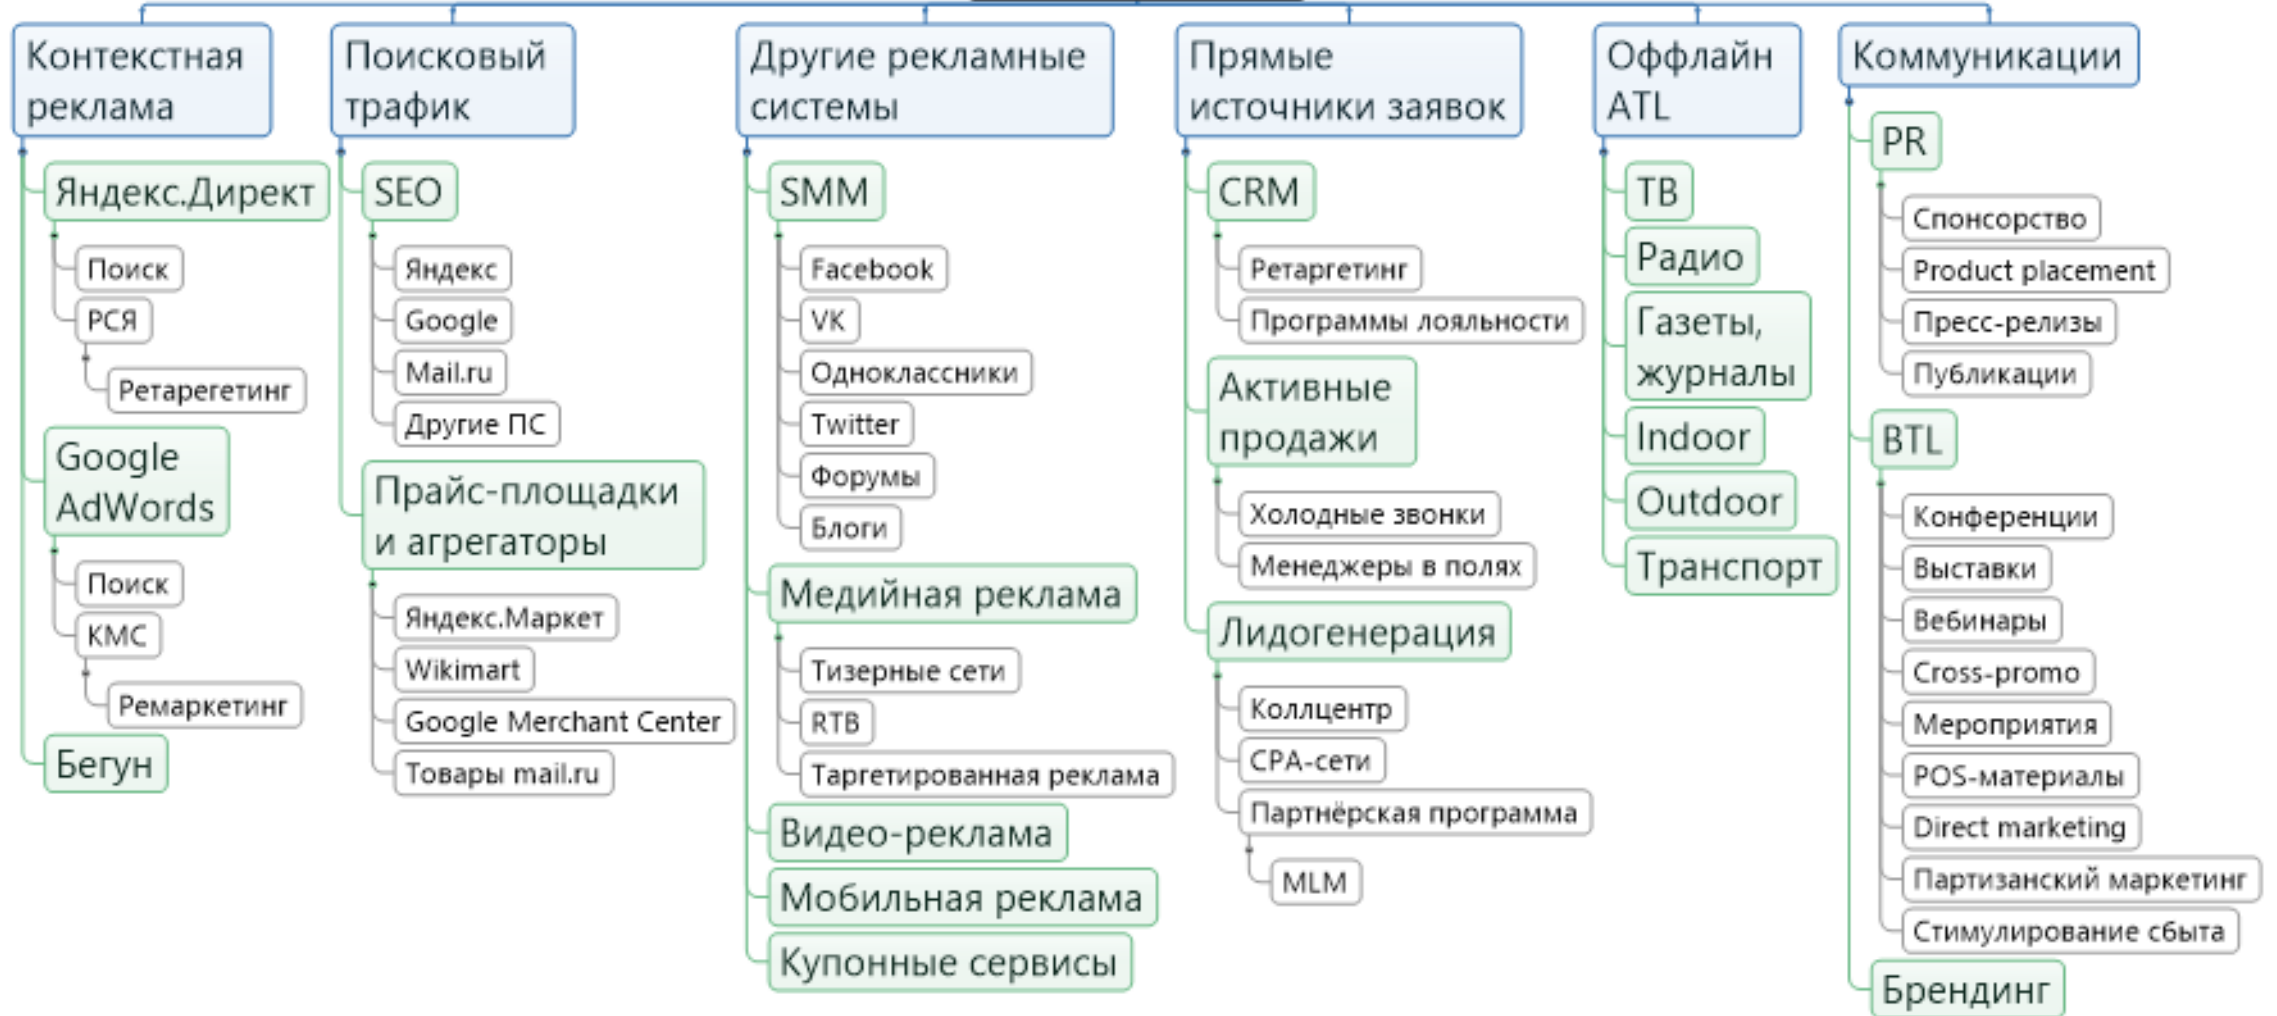 Контекстная
реклама
Яндекс.Директ
Поиск
РСЯ
Ретарегетинг
Google
AdWords
Поиск
КМС
Ремаркетинг
Бегун
Поисковый
трафик
SEO
Яндекс
Google
Mail.ru
Другие ПС
Прайс-площадки
и агрегаторы
Яндекс.Маркет
Wikimart
Google Merchant Center
Товары mail.ru
Другие рекламные
системы
SMM
Facebook
VK
Одноклассники
Twitter
Форумы
Блоги
Медийная реклама
Тизерные сети
RTB
Таргетированная реклама
Видео-реклама
Мобильная реклама
Купонные сервисы
Прямые
источники заявок
CRM
Ретаргетинг
Программы лояльности
Активные
продажи
Холодные звонки
Менеджеры в полях
Лидогенерация
Коллцентр
CPA-сети
Партнёрская программа
MLM
Оффлайн
ATL
ТВ
Радио
Газеты,
журналы
Indoor
Outdoor
Транспорт
Коммуникации
PR
Спонсорство
Product placement
Пресс-релизы
Публикации
BTL
Конференции
Выставки
Вебинары
Cross-promo
Мероприятия
POS-материалы
Direct marketing
Партизанский маркетинг
Стимулирование сбыта
Брендинг